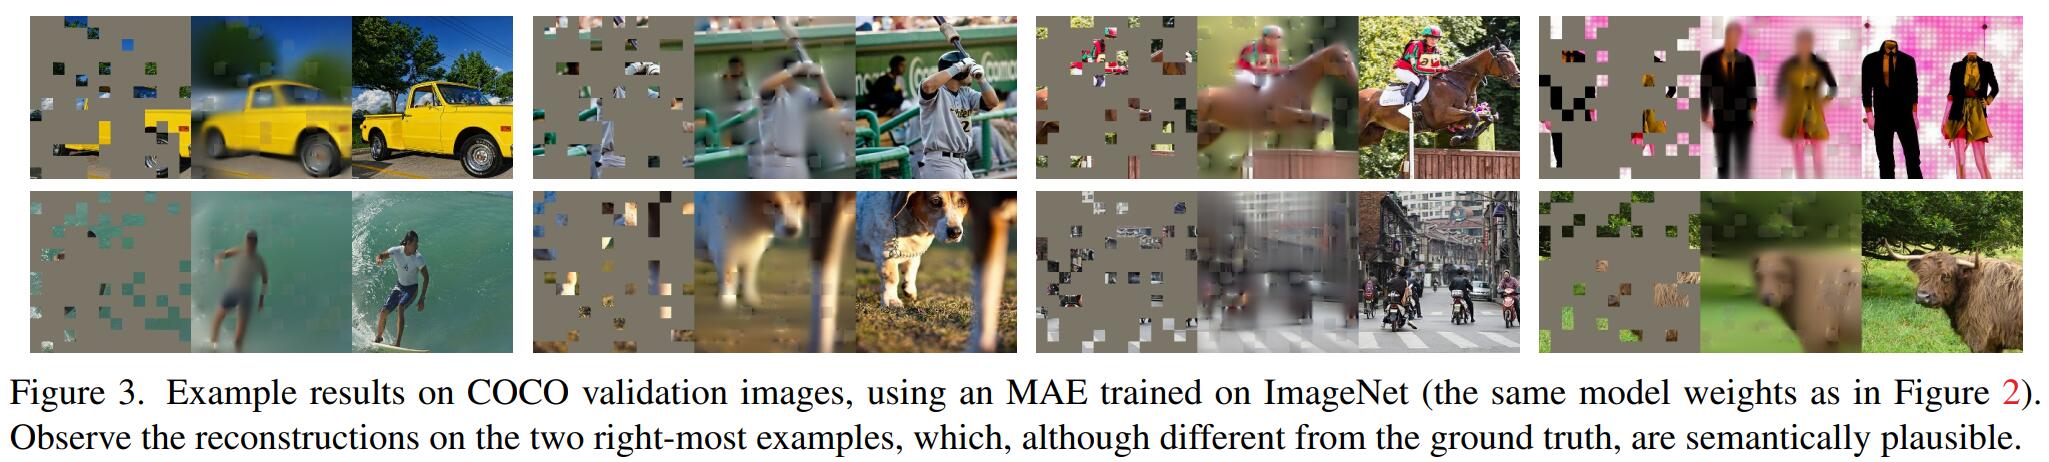 Figure 3. Example results on COCO validation images, using an MAE trained on ImageNet (the same model weights as in Figure 2).
Observe the reconstructions on the two right-most examples, which, although different from the ground truth, are semantically plausible.